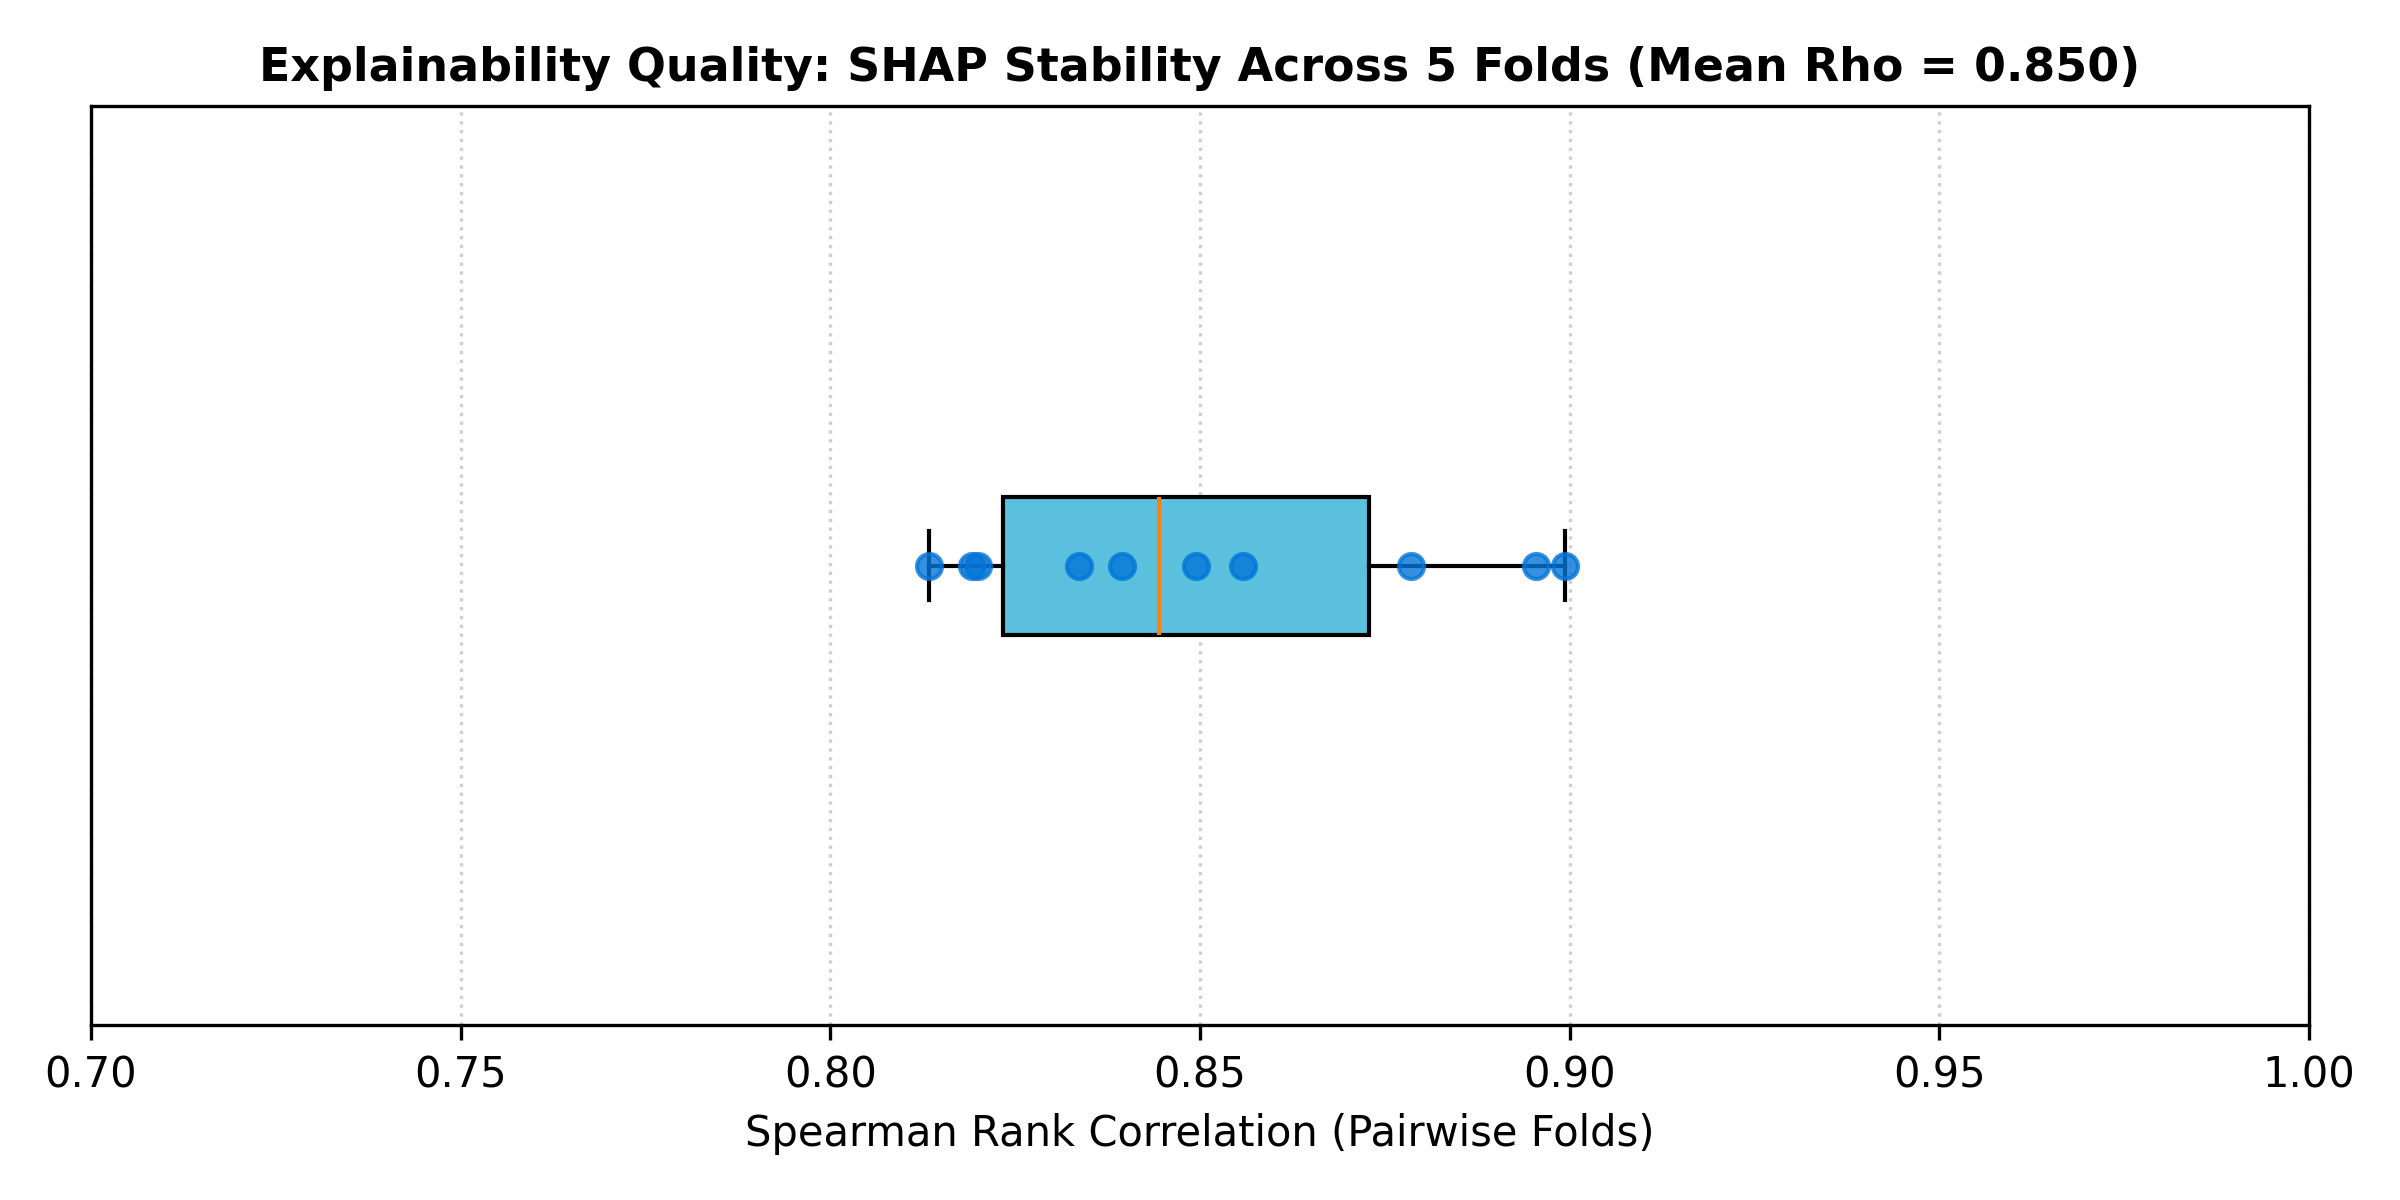 Explainability Quality: SHAP Stability Across 5 Folds (Mean Rho = 0.850)
0.70 0.75 0.80 0.85 0.90 0.95 1.00
Spearman Rank Correlation (Pairwise Folds)